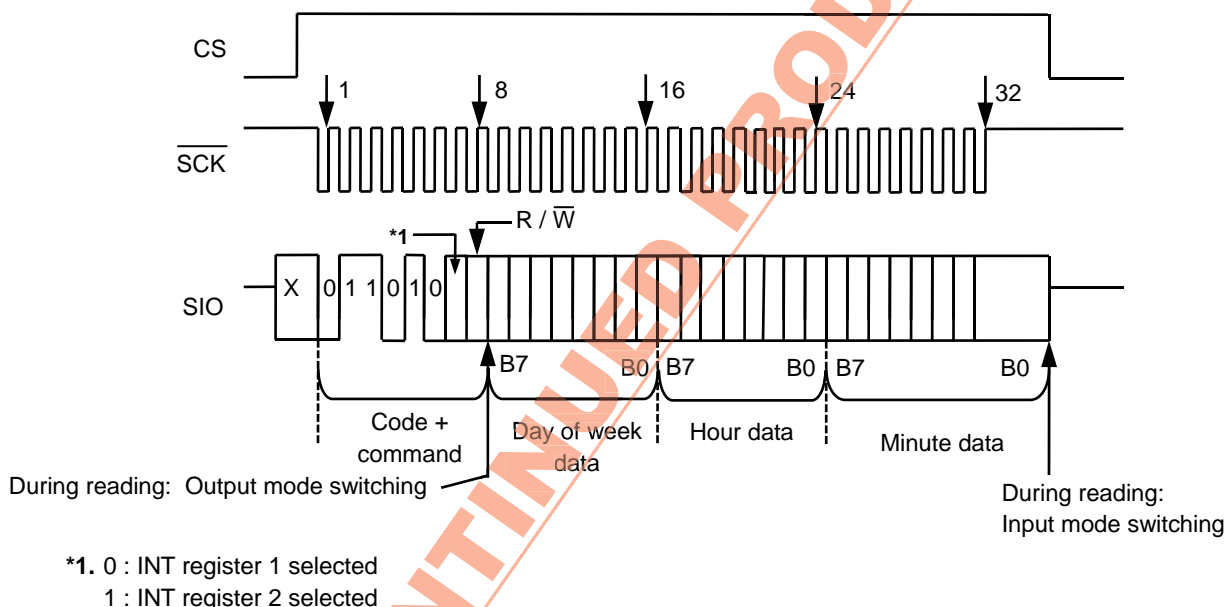 CS
1 8 16 24 32
SCK
R / W
*1
SIO
X 0 1 1 0 1 0
B7 B0 B7 B0 B7 B0
Code +
command
Day of week
data
Hour data
Minute data
During reading: Output mode switching
During reading:
Input mode switching
*1. 0 : INT register 1 selected
1 : INT register 2 selected
TINUED PROD